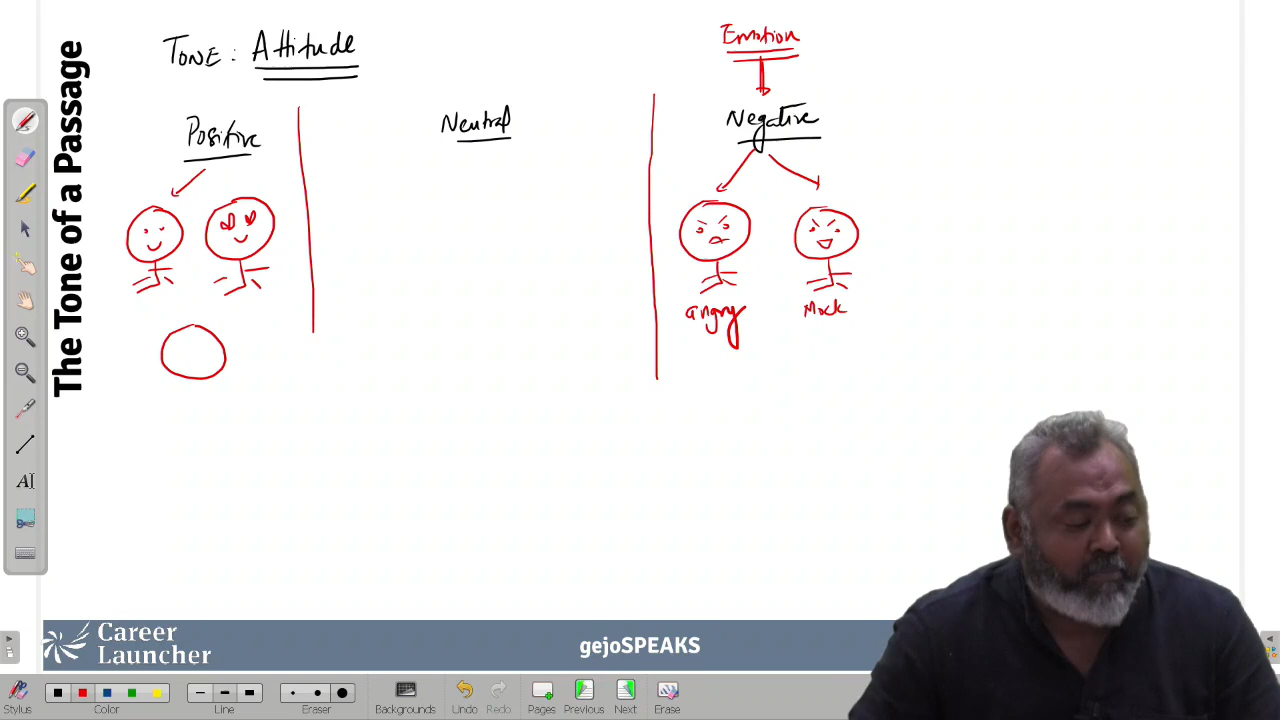 The Tone of a Passage
TONE: Attitude
Emotion
Positive
Neutral
Negative
angry
Mock
Career
Launcher
gejoSPEAKS
Stylus
Color
Line
Eraser
Backgrounds
Undo
Redo
Pages
Previous
Next
Erase